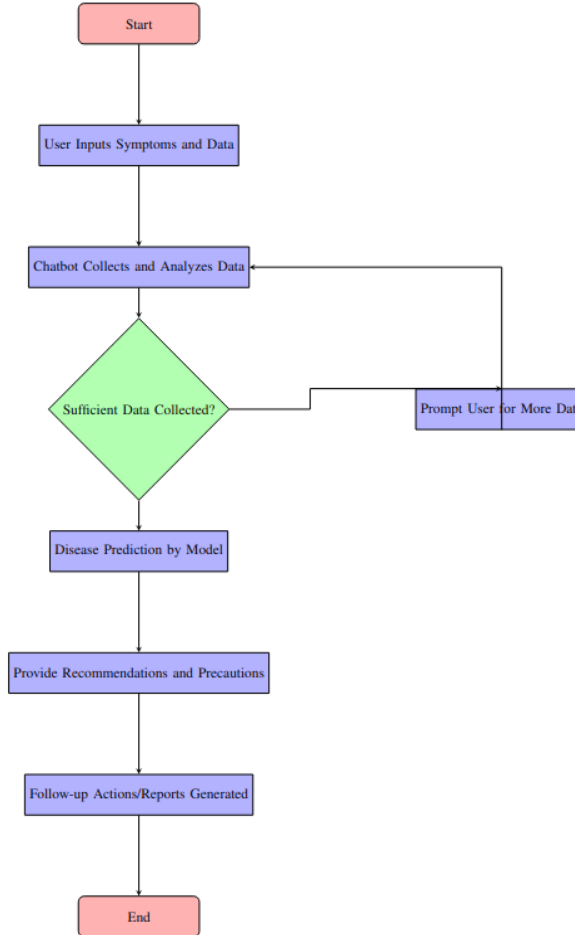 Start
User Inputs Symptoms and Data
Chatbot Collects and Analyzes Data
Sufficient Data Collected?
Prompt User for More Dat
Disease Prediction by Model
Provide Recommendations and Precautions
Follow-up Actions/Reports Generated
End